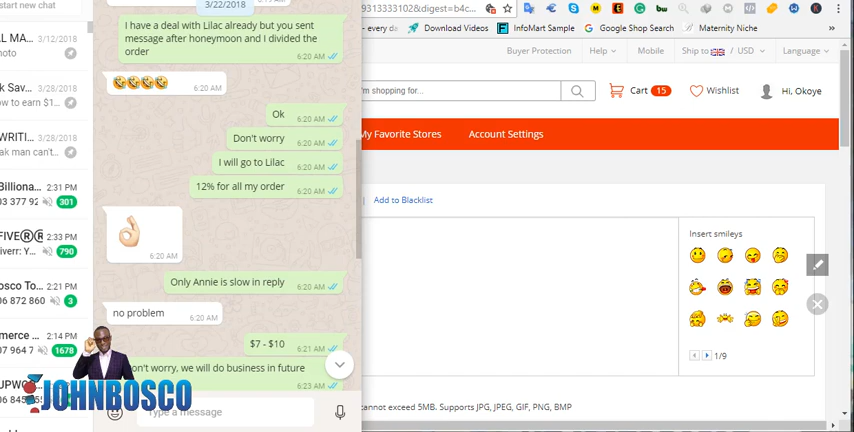 start new chat
3/22/2018
I have a deal with Lilac already but you sent
message after honeymoon and I divided the
order
6:20 AM
6:20 AM
Ok
6:20 AM
Don't worry
6:20 AM
I will go to Lilac
6:20 AM
12% for all my order
6:20 AM
6:20 AM
Only Annie is slow in reply
6:20 AM
no problem
6:20 AM
$7 - $10
6:21 AM
on't worry, we will do business in future
6:23 AM
Type a message
3/12/2018
3/28/2018
3/28/2018
2:31 PM
301
2:33 PM
790
3
2:14 PM
1678
JOHNBOSCO
9313333102&digest=b4c...
Download Videos
InfoMart Sample
Google Shop Search
Maternity Niche
Buyer Protection
Help
Mobile
Ship to
/ USD
Language
'm shopping for...
Cart
15
Wishlist
Hi, Okoye
My Favorite Stores
Account Settings
Add to Blacklist
Insert smileys
1/9
cannot exceed 5MB. Supports JPG, JPEG, GIF, PNG, BMP